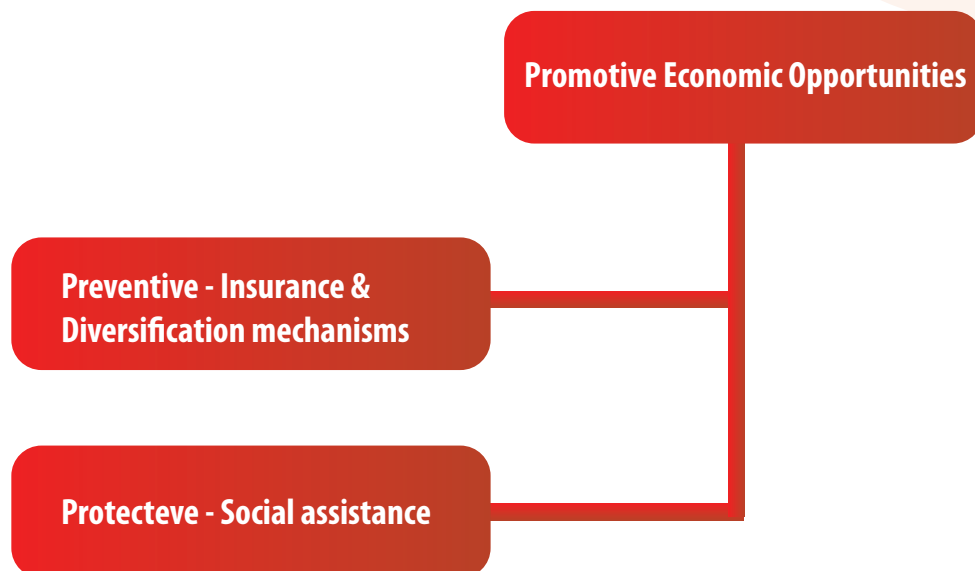 Promotive Economic Opportunities
Preventive - Insurance &
Diversification mechanisms
Protecteve - Social assistance